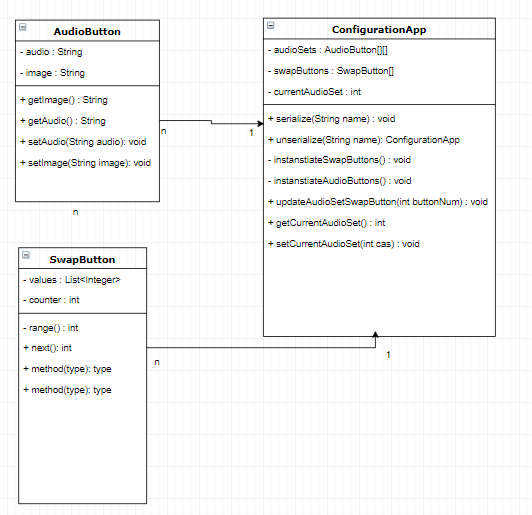 AudioButton
- audio : String
- image : String
+ getImage() : String
+ getAudio() : String
+ setAudio(String audio): void
+ setImage(String image): void
n
1
n
ConfigurationApp
- audioSets : AudioButton[][]
- swapButtons : SwapButton[]
- currentAudioSet : int
+ serialize(String name) : void
+ unserialize(String name): ConfigurationApp
- instanstiateSwapButtons() : void
- instanstiateAudioButtons() : void
+ updateAudioSetSwapButton(int buttonNum) : void
+ getCurrentAudioSet() : int
+ setCurrentAudioSet(int cas) : void
SwapButton
- values : List<Integer>
- counter : int
- range() : int
+ next(): int
+ method(type): type
+ method(type): type
n
1